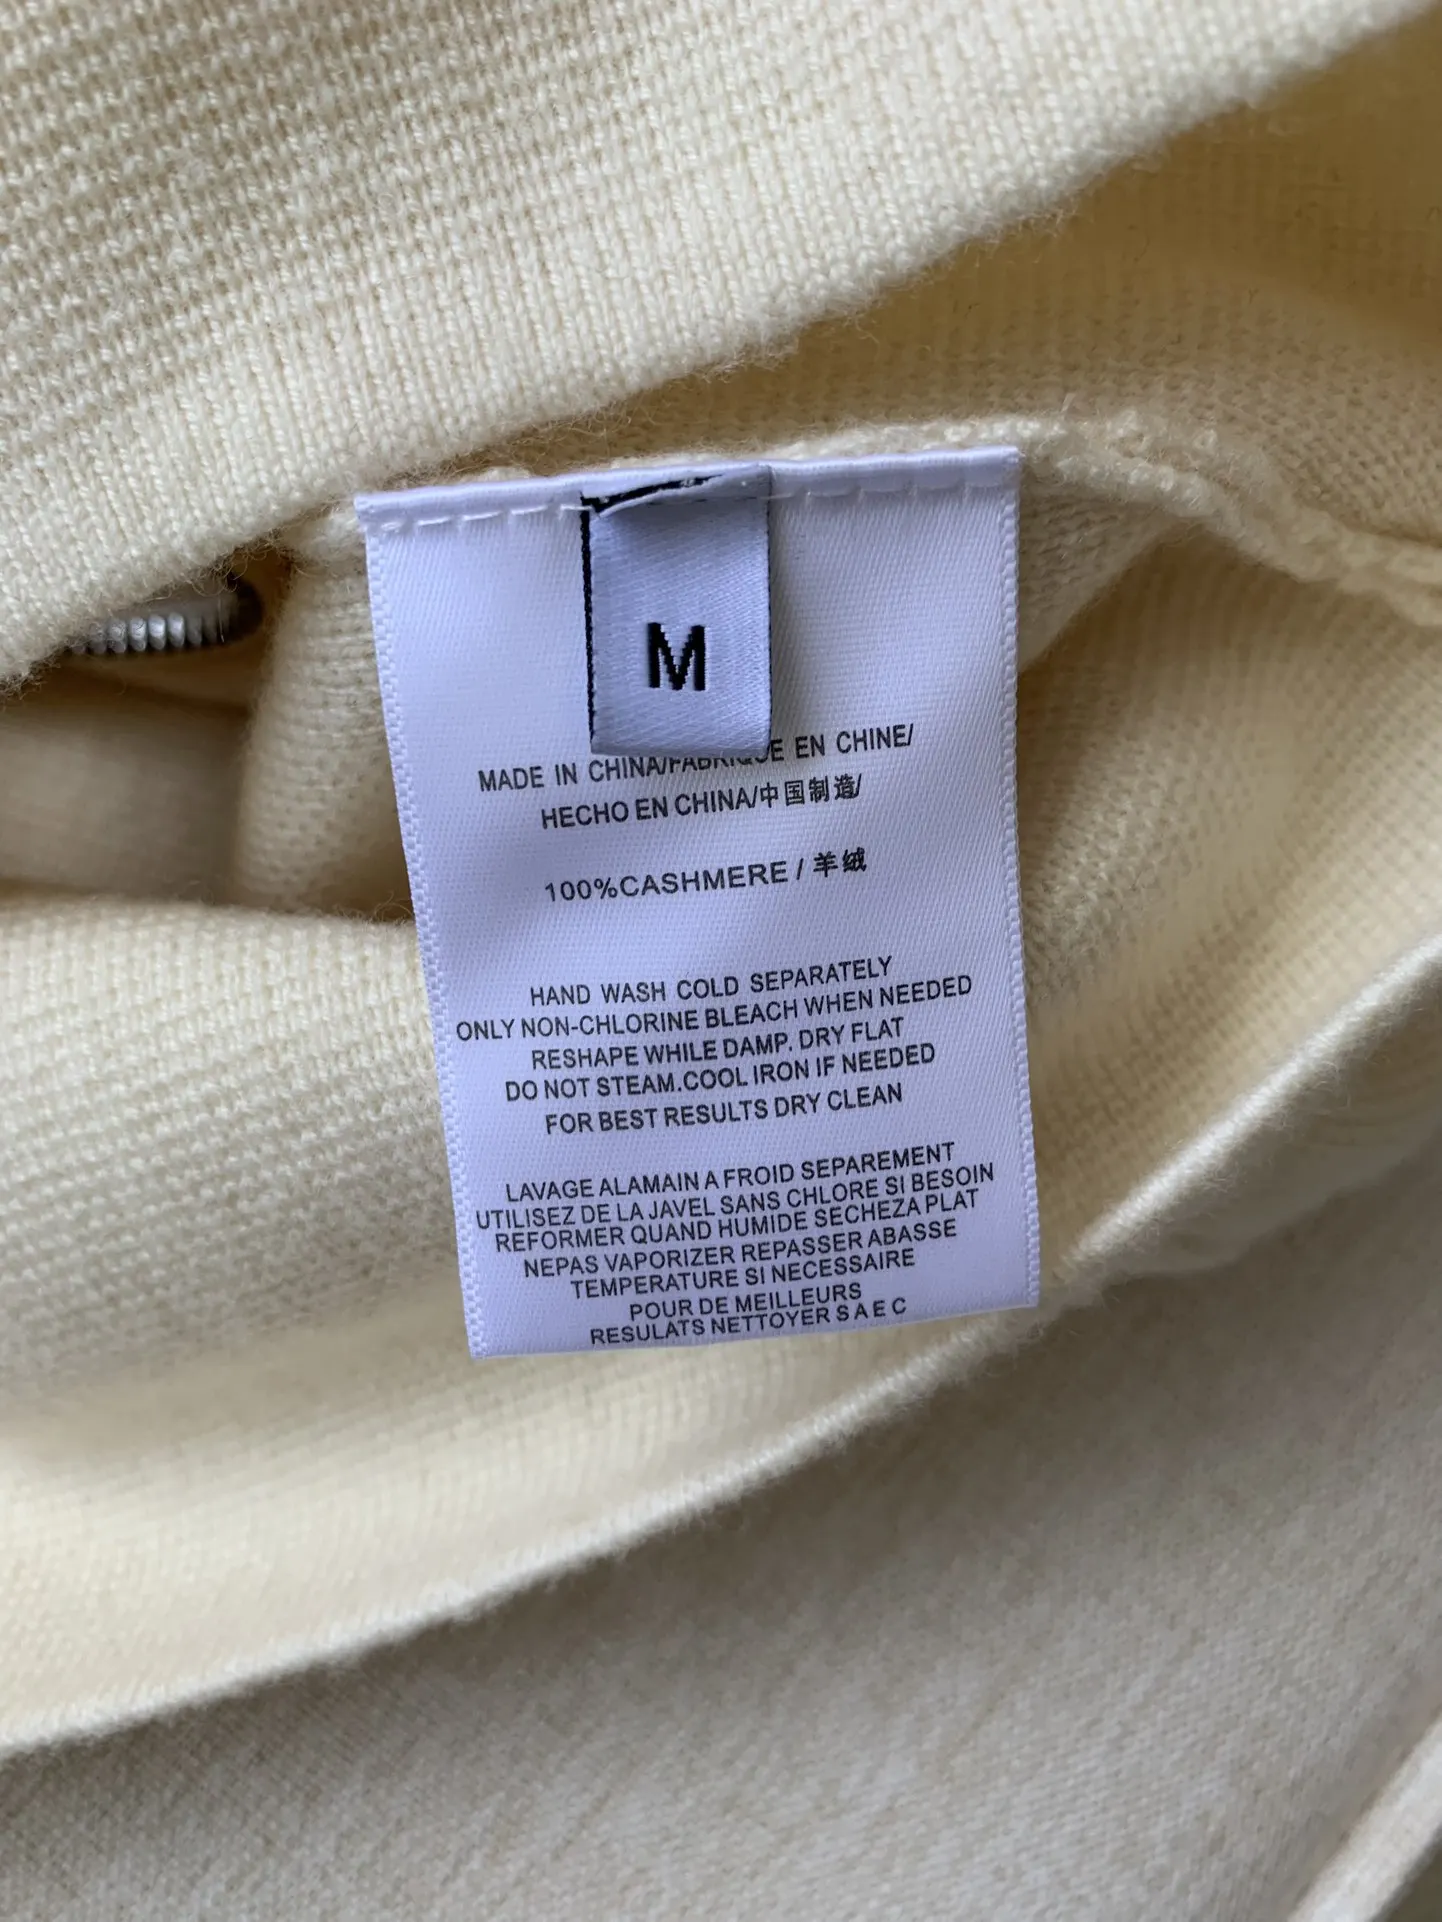 M
MADE IN CHINA/FABRIQUE EN CHINE/
HECHO EN CHINA/中国制造/
100%CASHMERE / 羊绒
HAND WASH COLD SEPARATELY
ONLY NON-CHLORINE BLEACH WHEN NEEDED
RESHAPE WHILE DAMP. DRY FLAT
DO NOT STEAM.COOL IRON IF NEEDED
FOR BEST RESULTS DRY CLEAN
LAVAGE ALAMAIN A FROID SEPAREMENT
UTILISEZ DE LA JAVEL SANS CHLORE SI BESOIN
REFORMER QUAND HUMIDE SECHEZA PLAT
NEPAS VAPORIZER REPASSER ABASSE
TEMPERATURE SI NECESSAIRE
POUR DE MEILLEURS
RESULATS NETTOYER S A E C